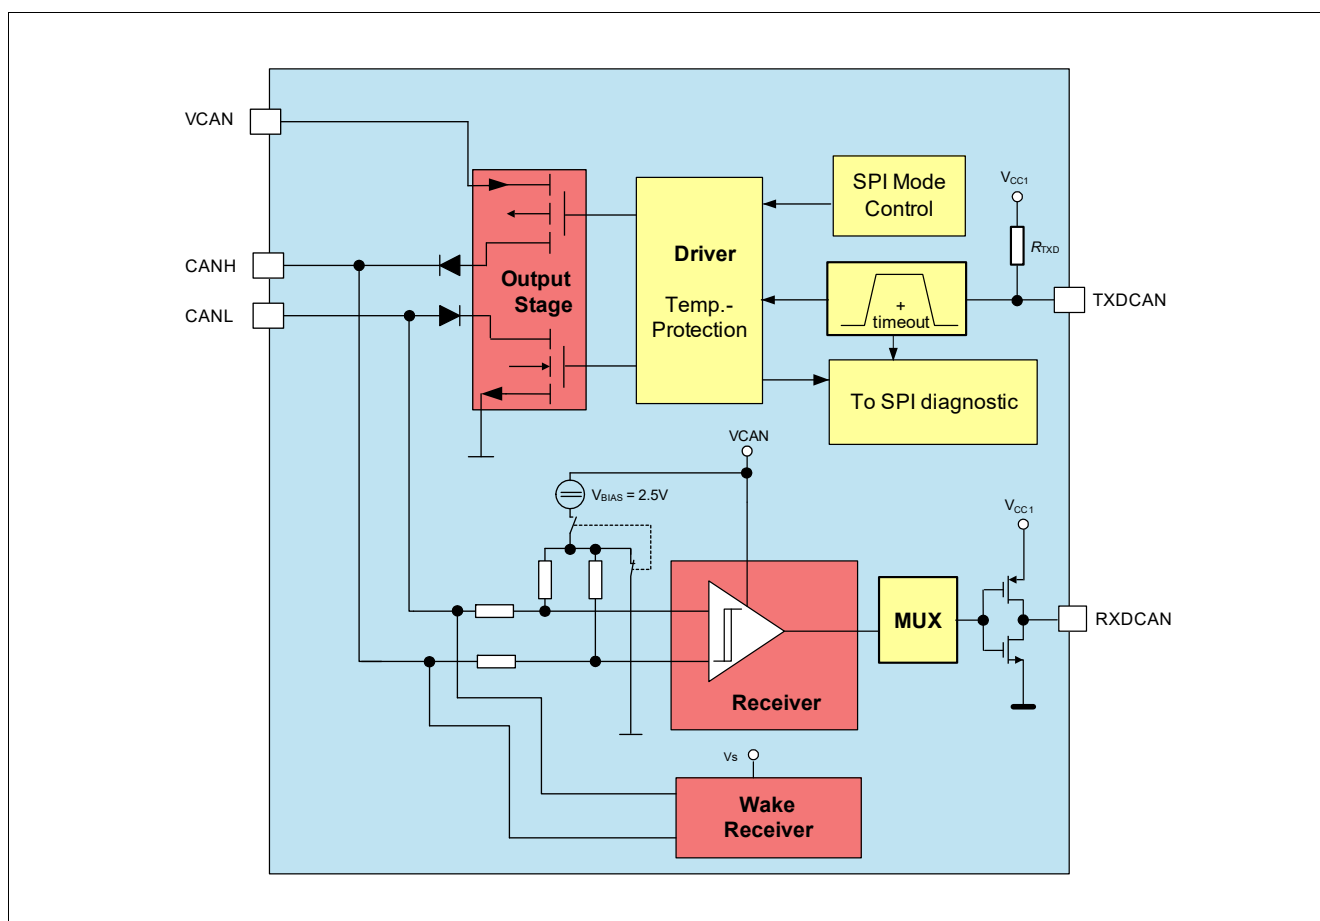 VCAN
SPI Mode
Control
VCC1
RTXD
CANH
Driver
Output
Stage
Temp.-
Protection
+
timeout
TXDCAN
CANL
To SPI diagnostic
VCAN
VBIAS = 2.5V
VCC1
MUX
RXDCAN
Receiver
Vs
Wake
Receiver